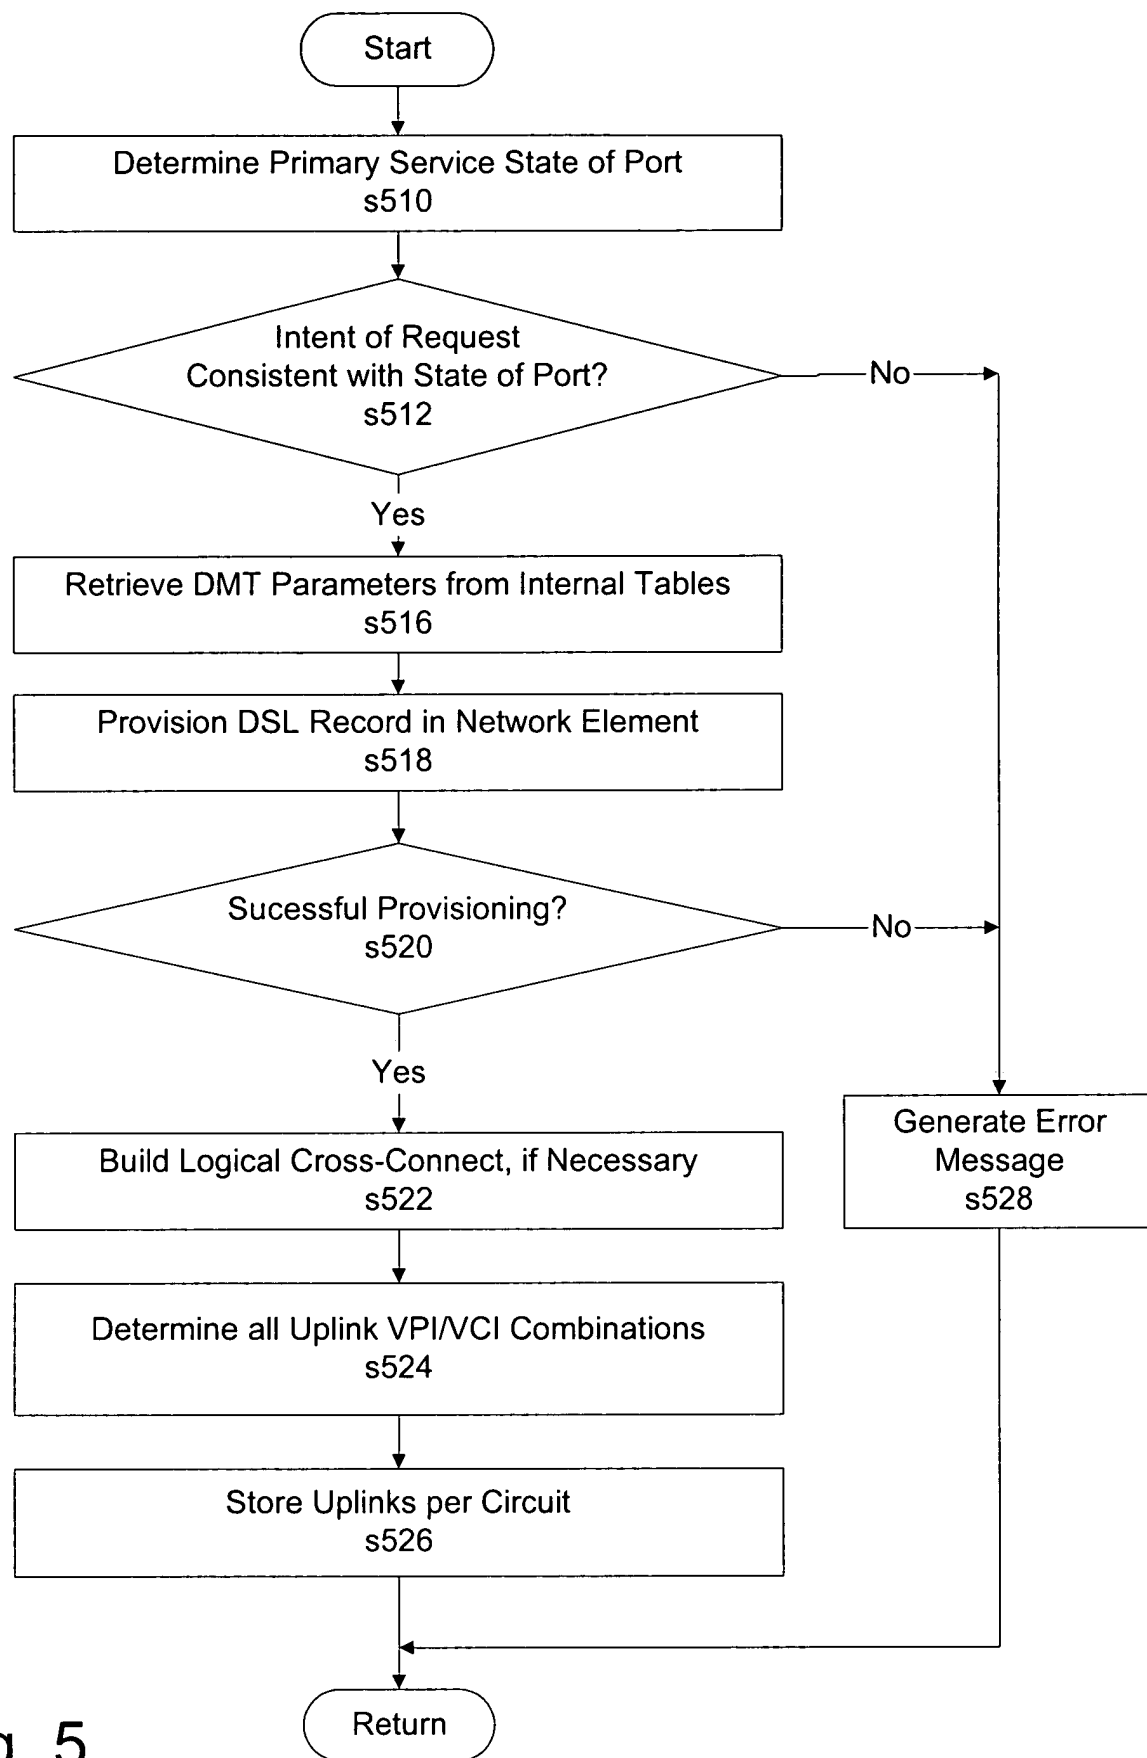 Start
Determine Primary Service State of Port
s510
Intent of Request
Consistent with State of Port?
s512
No
Yes
Retrieve DMT Parameters from Internal Tables
s516
Provision DSL Record in Network Element
s518
Sucessful Provisioning?
s520
No
Yes
Build Logical Cross-Connect, if Necessary
s522
Generate Error
Message
s528
Determine all Uplink VPI/VCI Combinations
s524
Store Uplinks per Circuit
s526
Return
g. 5